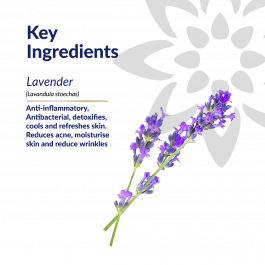 Key
Ingredients
Lavender
(Lavandula stoechas)
Anti-inflammatory,
Antibacterial, detoxifies,
cools and refreshes skin.
Reduces acne, moisturise
skin and reduce wrinkles